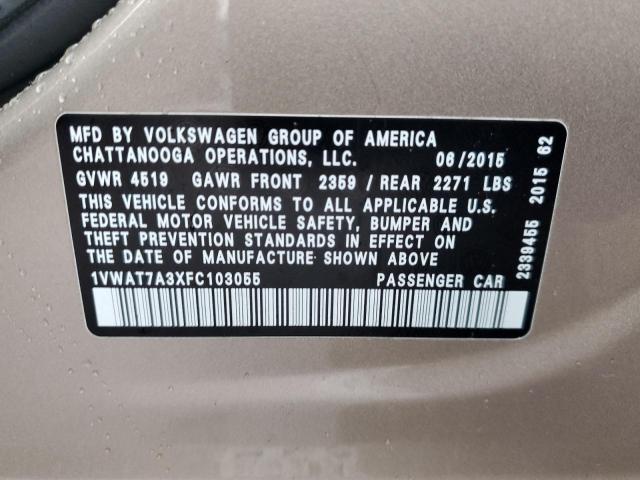 MFD BY VOLKSWAGEN GROUP OF AMERICA
CHATTANOOGA OPERATIONS, LLC. 06/2015
GVWR 4519 GAWR FRONT 2359 / REAR 2271 LBS
THIS VEHICLE CONFORMS TO ALL APPLICABLE U.S.
FEDERAL MOTOR VEHICLE SAFETY, BUMPER AND
THEFT PREVENTION STANDARDS IN EFFECT ON
THE DATE OF MANUFACTURE SHOWN ABOVE
1VWAT7A3XFC103055 PASSENGER CAR
2339455 2015 62